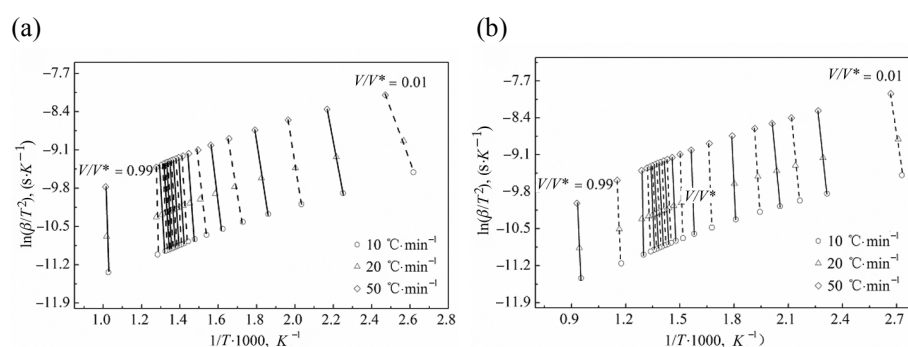 (a)
V/V* = 0.01
V/V* = 0.99
ln(β/T²), (s·K⁻¹)
−7.7
−8.4
−9.1
−9.8
−10.5
−11.2
−11.9
10 ℃·min⁻¹
20 ℃·min⁻¹
50 ℃·min⁻¹
1.0 1.2 1.4 1.6 1.8 2.0 2.2 2.4 2.6 2.8
1/T·1000, K⁻¹
(b)
V/V* = 0.01
V/V* = 0.99
V/V*
ln(β/T²), (s·K⁻¹)
−7.7
−8.4
−9.1
−9.8
−10.5
−11.2
−11.9
10 ℃·min⁻¹
20 ℃·min⁻¹
50 ℃·min⁻¹
0.9 1.2 1.5 1.8 2.1 2.4 2.7
1/T·1000, K⁻¹)